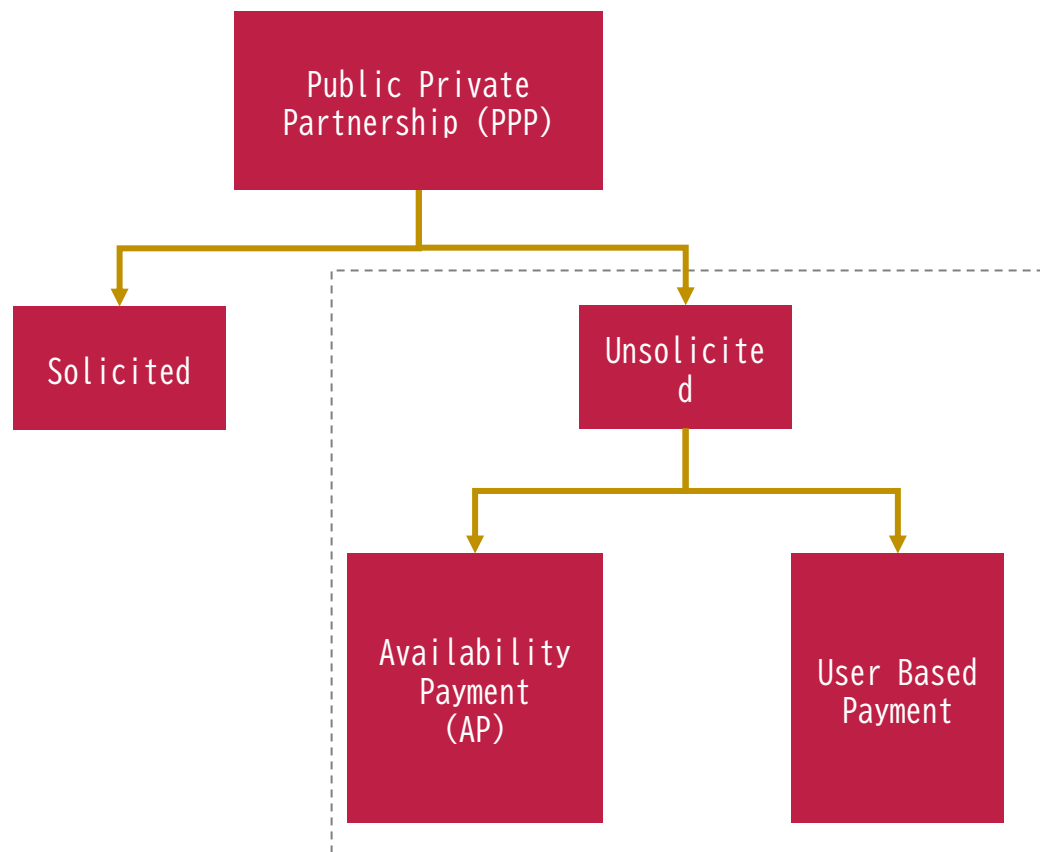 Public Private
Partnership (PPP)
Solicited
Unsolicite
d
Availability
Payment
(AP)
User Based
Payment